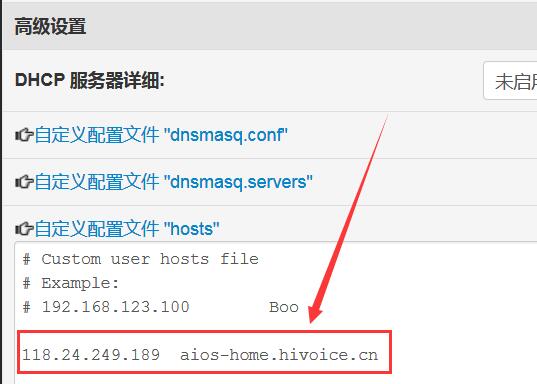 高级设置
DHCP 服务器详细:
未启用
自定义配置文件 "dnsmasq.conf"
自定义配置文件 "dnsmasq.servers"
自定义配置文件 "hosts"
# Custom user hosts file
# Example:
# 192.168.123.100 Boo
118.24.249.189 aios-home.hivoice.cn